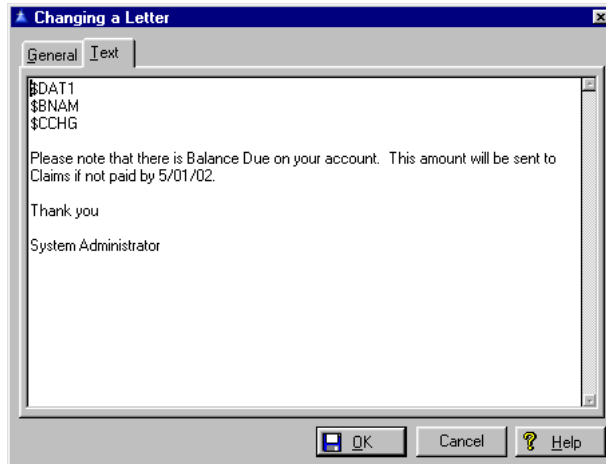 Changing a Letter
General Text
$DAT1
$BNAM
$CCHG
Please note that there is Balance Due on your account. This amount will be sent to
Claims if not paid by 5/01/02.
Thank you
System Administrator
OK Cancel Help